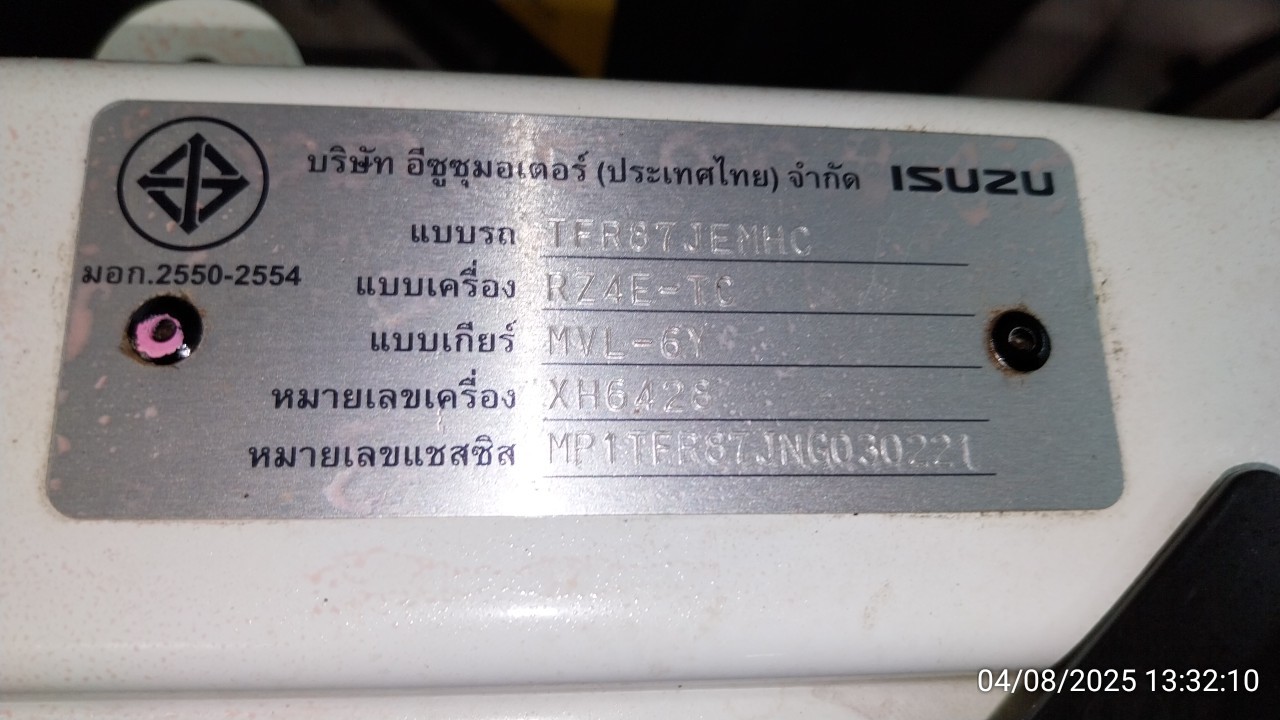 บริษัท อีซูซุมอเตอร์ (ประเทศไทย) จำกัด ISUZU
มอก.2550-2554
แบบรถ TFR87JEMHC
แบบเครื่อง RZ4E-TC
แบบเกียร์ MVL-6Y
หมายเลขเครื่อง XH6428
หมายเลขแชสซิส MP1TFR87JNG030221
04/08/2025 13:32:10